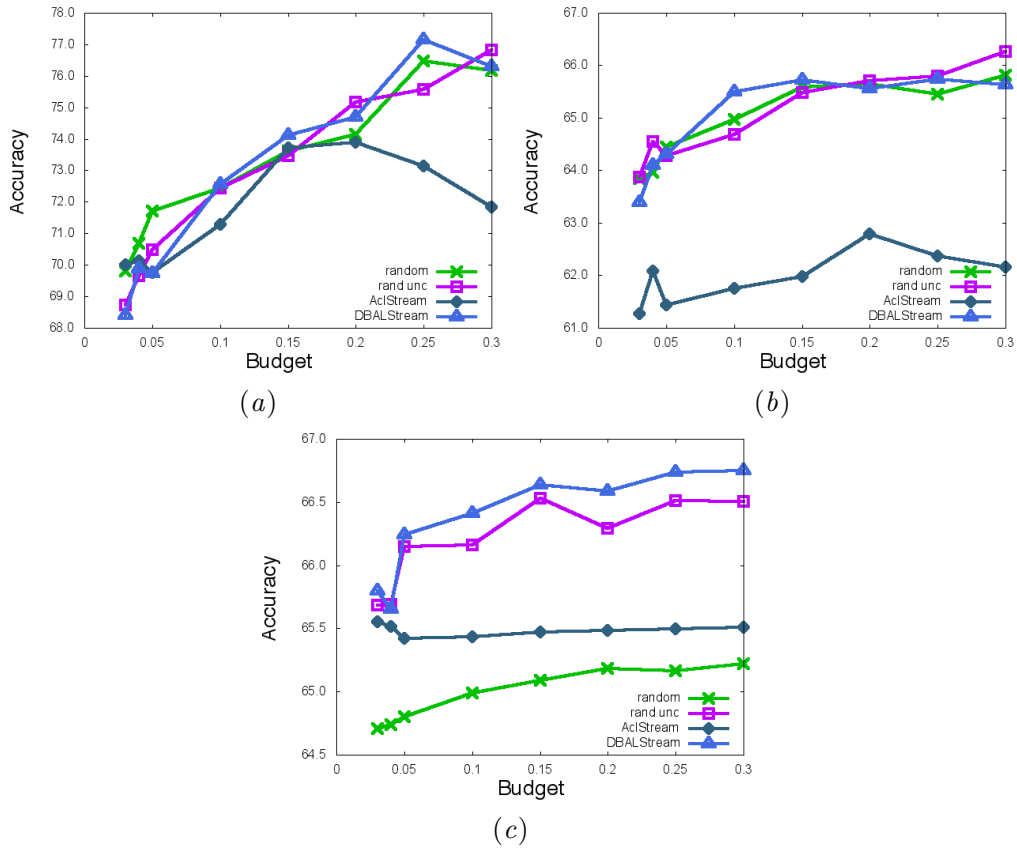 78.0
77.0
76.0
75.0
74.0
73.0
72.0
71.0
70.0
69.0
68.0
Accuracy
0
0.05
0.1
0.15
0.2
0.25
0.3
Budget
random
rand unc
AclStream
DBALStream
(a)
67.0
66.0
65.0
64.0
63.0
62.0
61.0
Accuracy
0
0.05
0.1
0.15
0.2
0.25
0.3
Budget
random
rand unc
AclStream
DBALStream
(b)
67.0
66.5
66.0
65.5
65.0
64.5
Accuracy
0
0.05
0.1
0.15
0.2
0.25
0.3
Budget
random
rand unc
AclStream
DBALStream
(c)